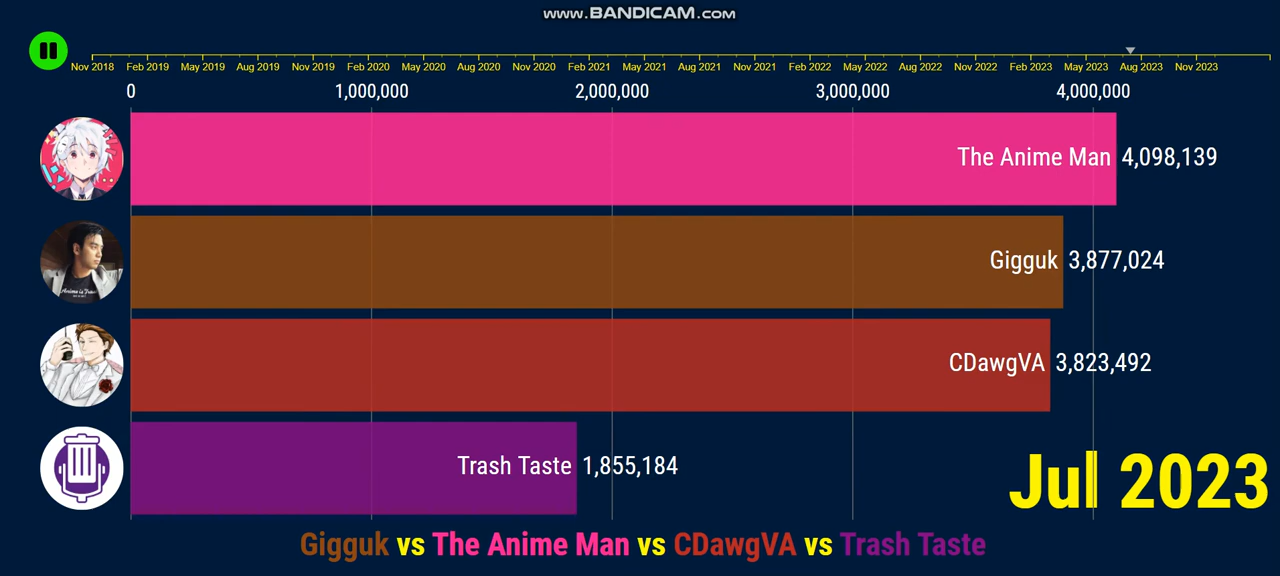 www.BANDICAM.com
Nov 2018 Feb 2019 May 2019 Aug 2019 Nov 2019 Feb 2020 May 2020 Aug 2020 Nov 2020 Feb 2021 May 2021 Aug 2021 Nov 2021 Feb 2022 May 2022 Aug 2022 Nov 2022 Feb 2023 May 2023 Aug 2023 Nov 2023
0 1,000,000 2,000,000 3,000,000 4,000,000
The Anime Man 4,098,139
Gigguk 3,877,024
CDawgVA 3,823,492
Trash Taste 1,855,184
Jul 2023
Gigguk vs The Anime Man vs CDawgVA vs Trash Taste